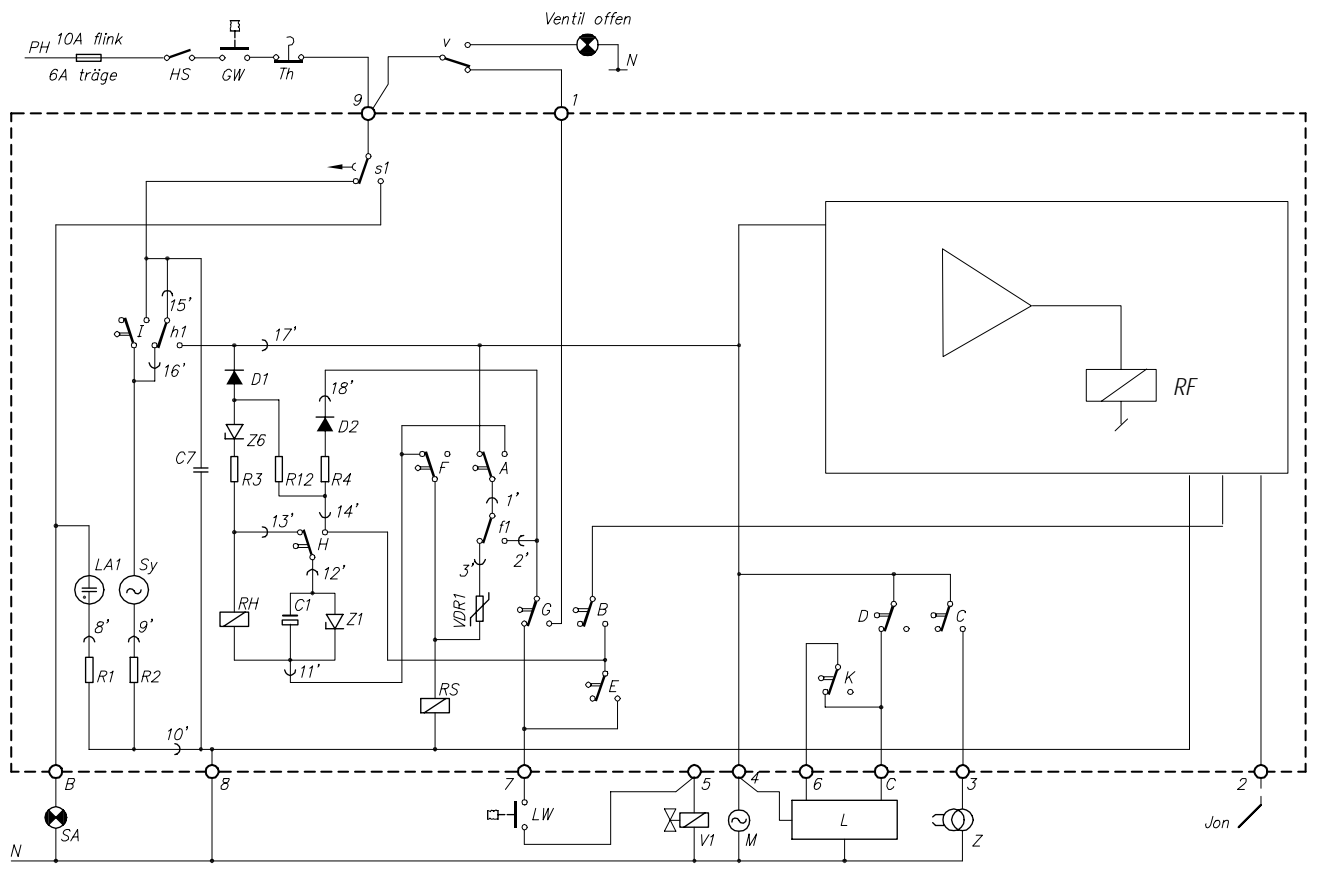 Ventil offen
10A flink
PH
V
N
6A träge
HS
GW
Th
9
1
s1
15'
I
h1
17'
16'
D1
18'
RF
Z6
D2
C7
R3
R12
R4
F
A
1'
13'
14'
f1
H
2'
LA1
Sy
12'
3'
RH
C1
Z1
VDR1
G
B
D
C
8'
9'
11'
R1
R2
K
RS
E
10'
B
8
7
5
4
6
C
3
2
SA
LW
V1
M
L
Z
Jon
N